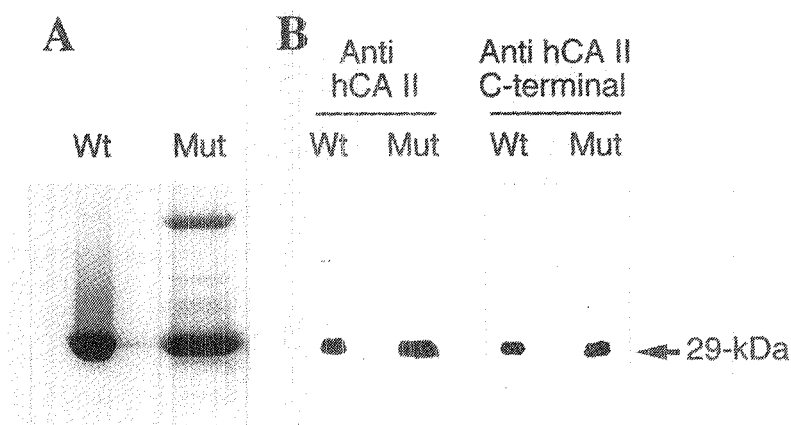 A
B
Anti
hCA II
Anti hCA II
C-terminal
Wt
Mut
Wt
Mut
Wt
Mut
29-kDa